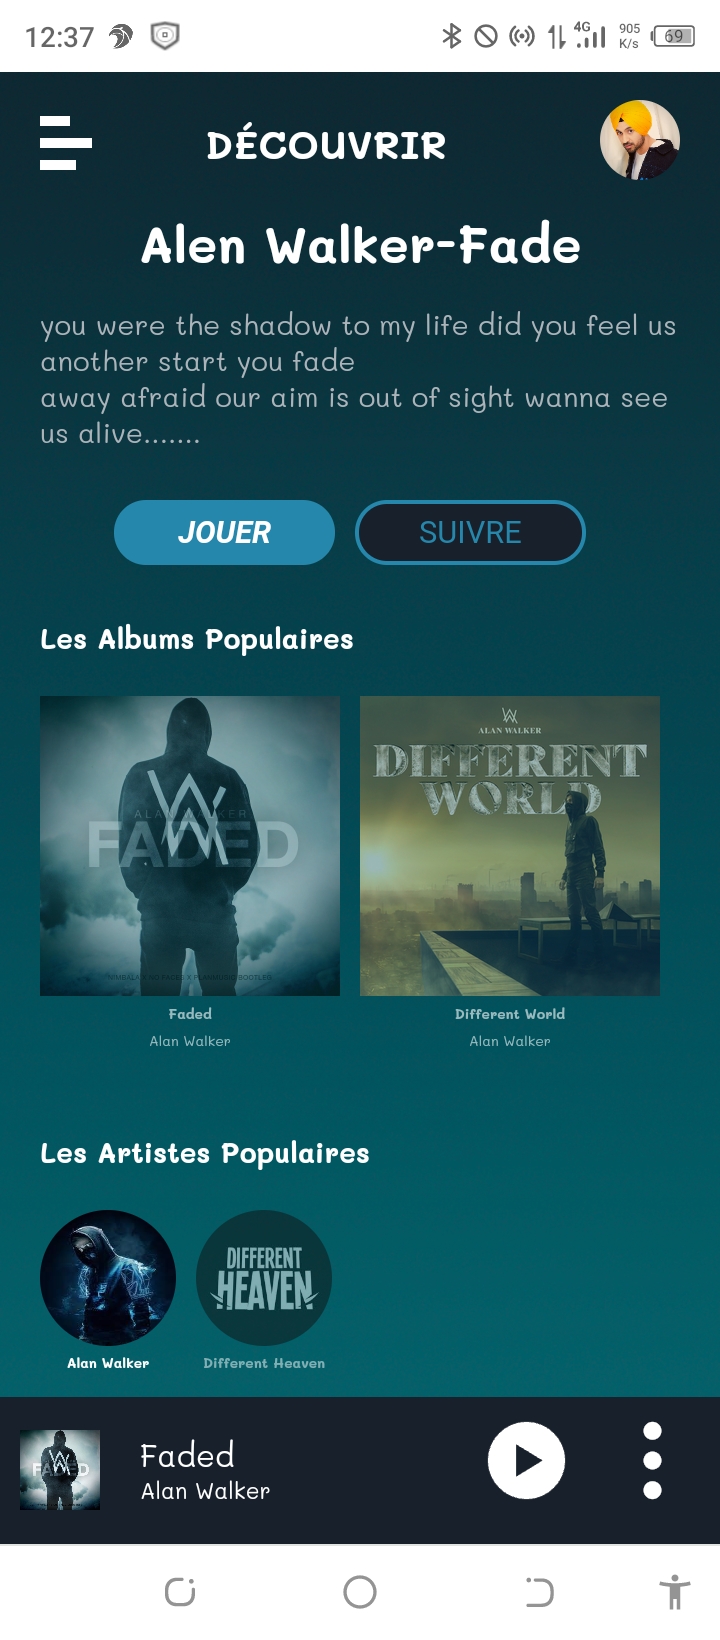 12:37
4G
905
K/s
69
DÉCOUVRIR
Alen Walker-Fade
you were the shadow to my life did you feel us
another start you fade
away afraid our aim is out of sight wanna see
us alive.......
JOUER
SUIVRE
Les Albums Populaires
ALAN WALKER
FADED
ALAN WALKER
DIFFERENT
WORLD
Faded
Alan Walker
Different World
Alan Walker
Les Artistes Populaires
DIFFERENT
HEAVEN
Alan Walker
Different Heaven
FADED
Faded
Alan Walker